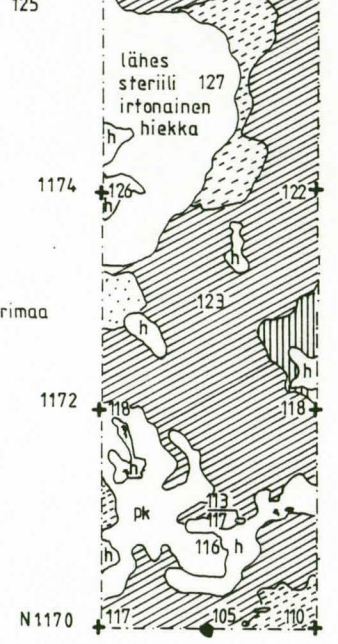 125
lähes
steriili 127
irtonainen
hiekka
h
1174
126
122
h
h
123
rimaa
h
h
1172
118
118
h
113
117
pk
116
h
h
N1170
117
105
110